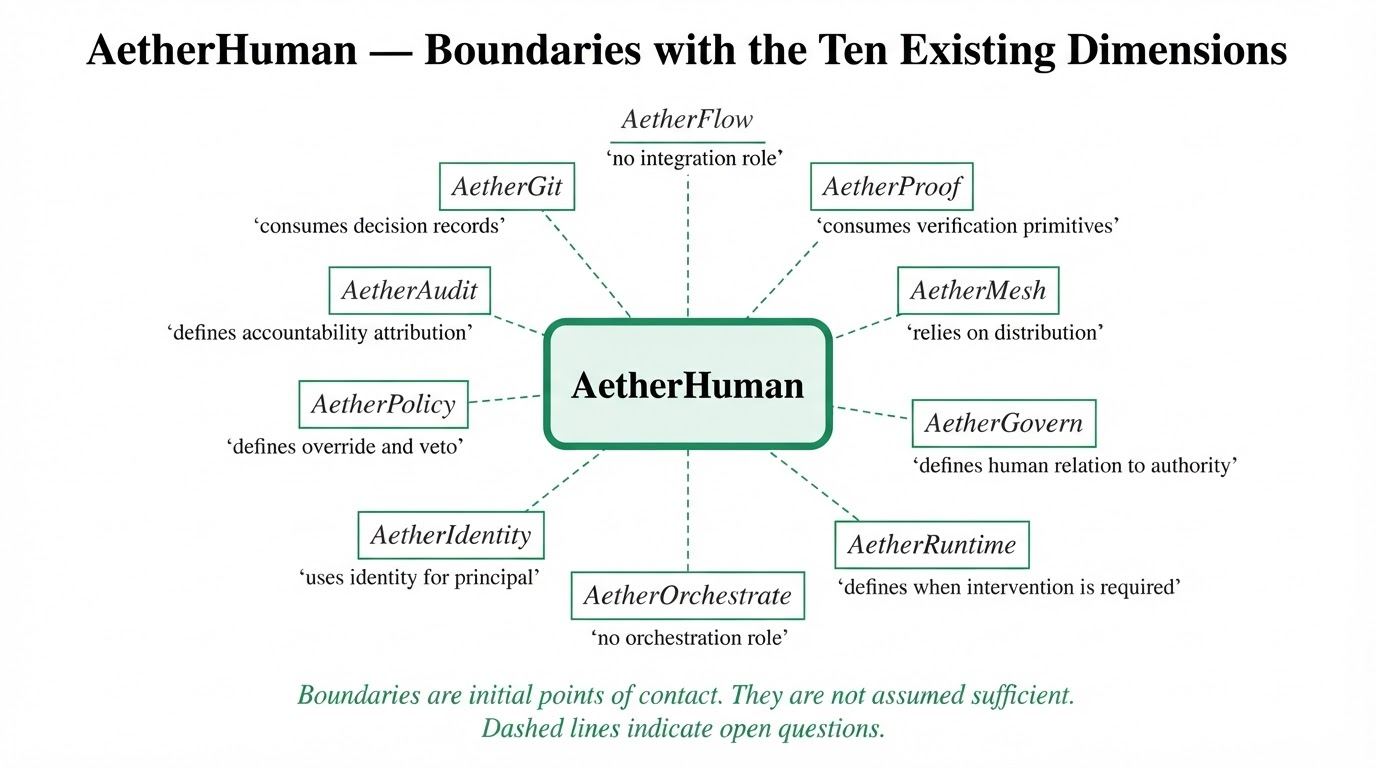 AetherHuman — Boundaries with the Ten Existing Dimensions
AetherFlow
‘no integration role’
AetherGit
‘consumes decision records’
AetherProof
‘consumes verification primitives’
AetherAudit
‘defines accountability attribution’
AetherMesh
‘relies on distribution’
AetherHuman
AetherPolicy
‘defines override and veto’
AetherGovern
‘defines human relation to authority’
AetherIdentity
‘uses identity for principal’
AetherRuntime
‘defines when intervention is required’
AetherOrchestrate
‘no orchestration role’
Boundaries are initial points of contact. They are not assumed sufficient.
Dashed lines indicate open questions.